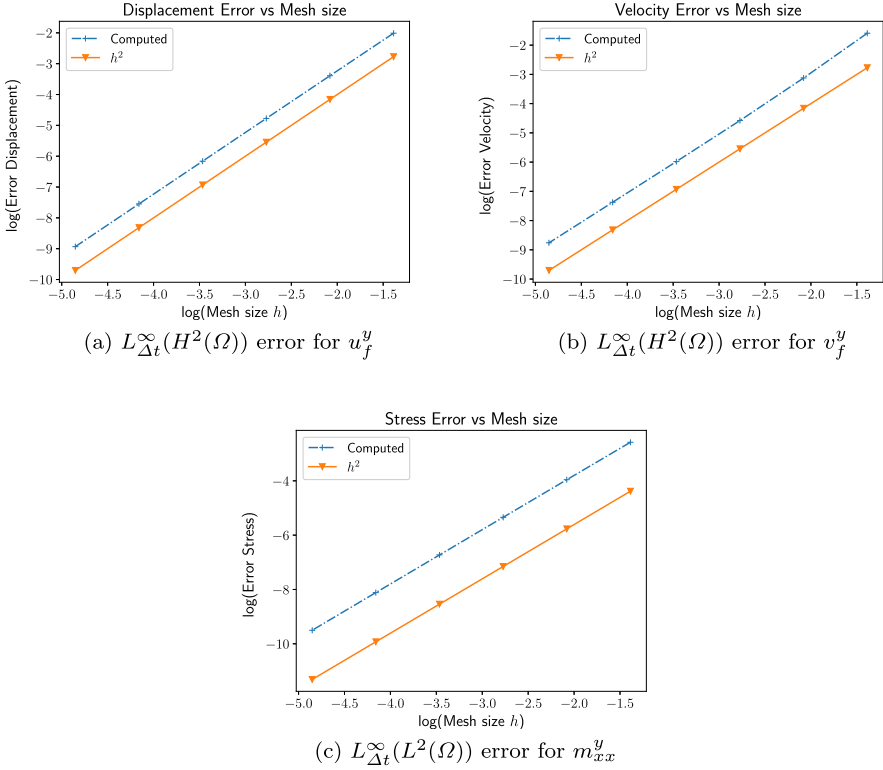 Displacement Error vs Mesh size
Computed
h²
log(Error Displacement)
−2
−3
−4
−5
−6
−7
−8
−9
−10
−5.0 −4.5 −4.0 −3.5 −3.0 −2.5 −2.0 −1.5
log(Mesh size h)
(a) L^∞_{Δt}(H²(Ω)) error for u^y_f
Velocity Error vs Mesh size
Computed
h²
log(Error Velocity)
−2
−3
−4
−5
−6
−7
−8
−9
−10
−5.0 −4.5 −4.0 −3.5 −3.0 −2.5 −2.0 −1.5
log(Mesh size h)
(b) L^∞_{Δt}(H²(Ω)) error for v^y_f
Stress Error vs Mesh size
Computed
h²
log(Error Stress)
−4
−6
−8
−10
−5.0 −4.5 −4.0 −3.5 −3.0 −2.5 −2.0 −1.5
log(Mesh size h)
(c) L^∞_{Δt}(L²(Ω)) error for m^y_{xx}